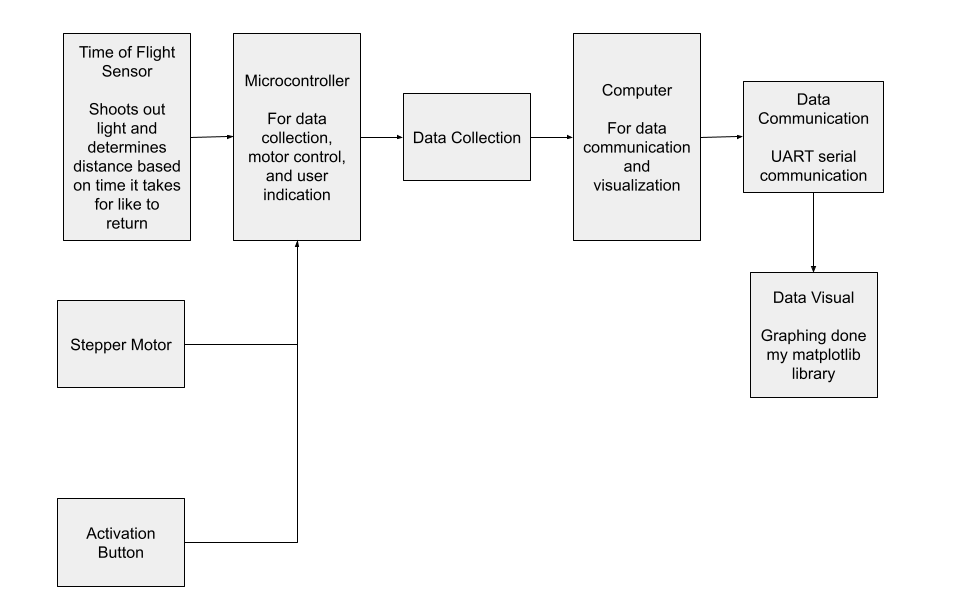 Time of Flight
Sensor
Shoots out
light and
determines
distance based
on time it takes
for like to
return
Microcontroller
For data
collection,
motor control,
and user
indication
Data Collection
Computer
For data
communication
and
visualization
Data
Communication
UART serial
communication
Data Visual
Graphing done
my matplotlib
library
Stepper Motor
Activation
Button